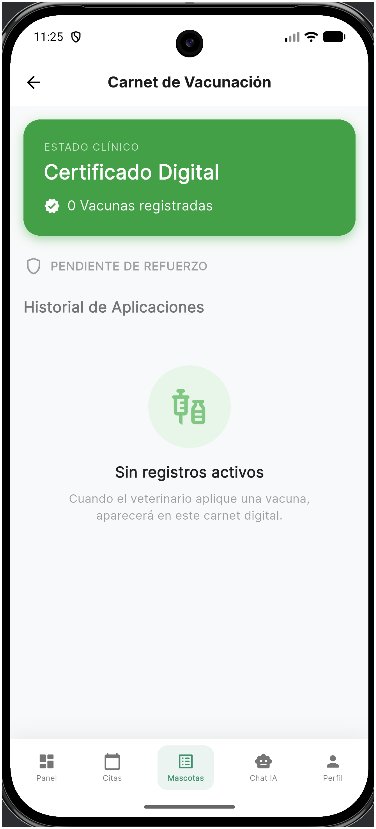 11:25
Carnet de Vacunación
ESTADO CLÍNICO
Certificado Digital
0 Vacunas registradas
PENDIENTE DE REFUERZO
Historial de Aplicaciones
Sin registros activos
Cuando el veterinario aplique una vacuna,
aparecerá en este carnet digital.
Panel Citas Mascotas Chat IA Perfil